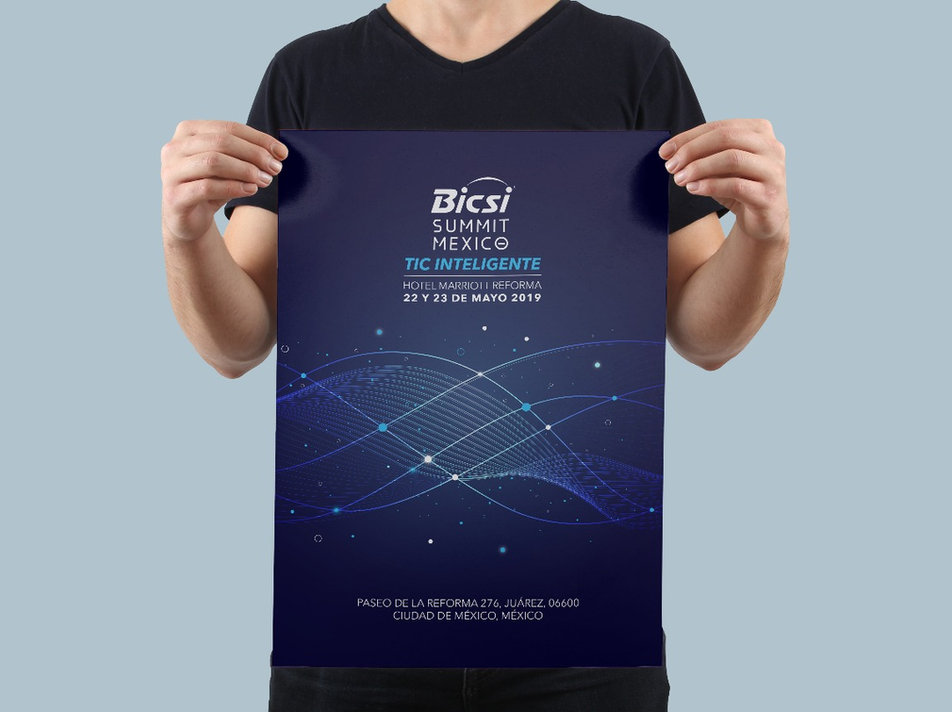 Bicsi
SUMMIT
MEXICO
TIC INTELIGENTE
HOTEL MARRIOTT REFORMA
22 Y 23 DE MAYO 2019
PASEO DE LA REFORMA 276, JUÁREZ, 06600
CIUDAD DE MÉXICO, MÉXICO